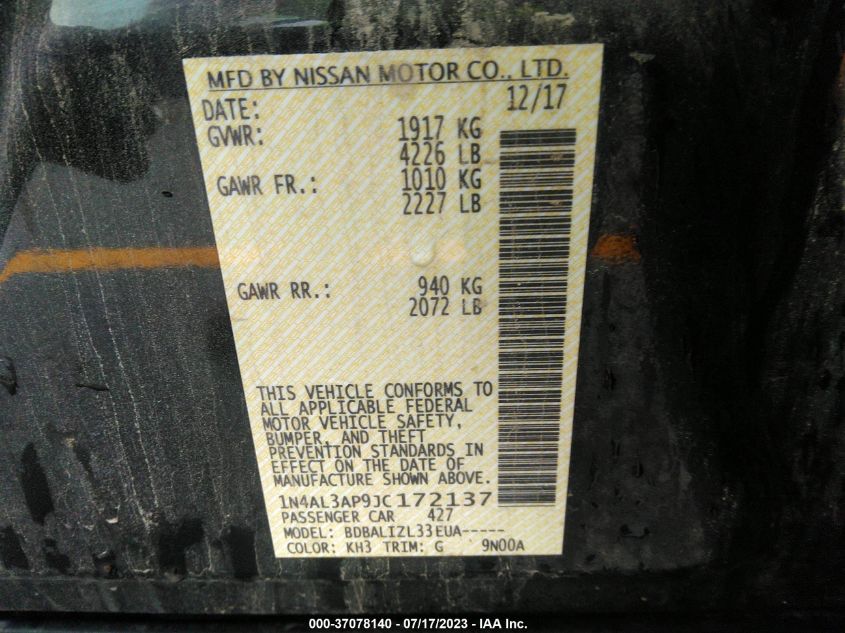 MFD BY NISSAN MOTOR CO., LTD.
DATE: 12/17
GVWR: 1917 KG
4226 LB
GAWR FR.: 1010 KG
2227 LB
GAWR RR.: 940 KG
2072 LB
THIS VEHICLE CONFORMS TO
ALL APPLICABLE FEDERAL
MOTOR VEHICLE SAFETY,
BUMPER, AND THEFT
PREVENTION STANDARDS IN
EFFECT ON THE DATE OF
MANUFACTURE SHOWN ABOVE.
1N4AL3AP9JC172137
PASSENGER CAR 427
MODEL: BDBALIZL33EUA-----
COLOR: KH3 TRIM: G 9N00A
000-37078140 - 07/17/2023 - IAA Inc.